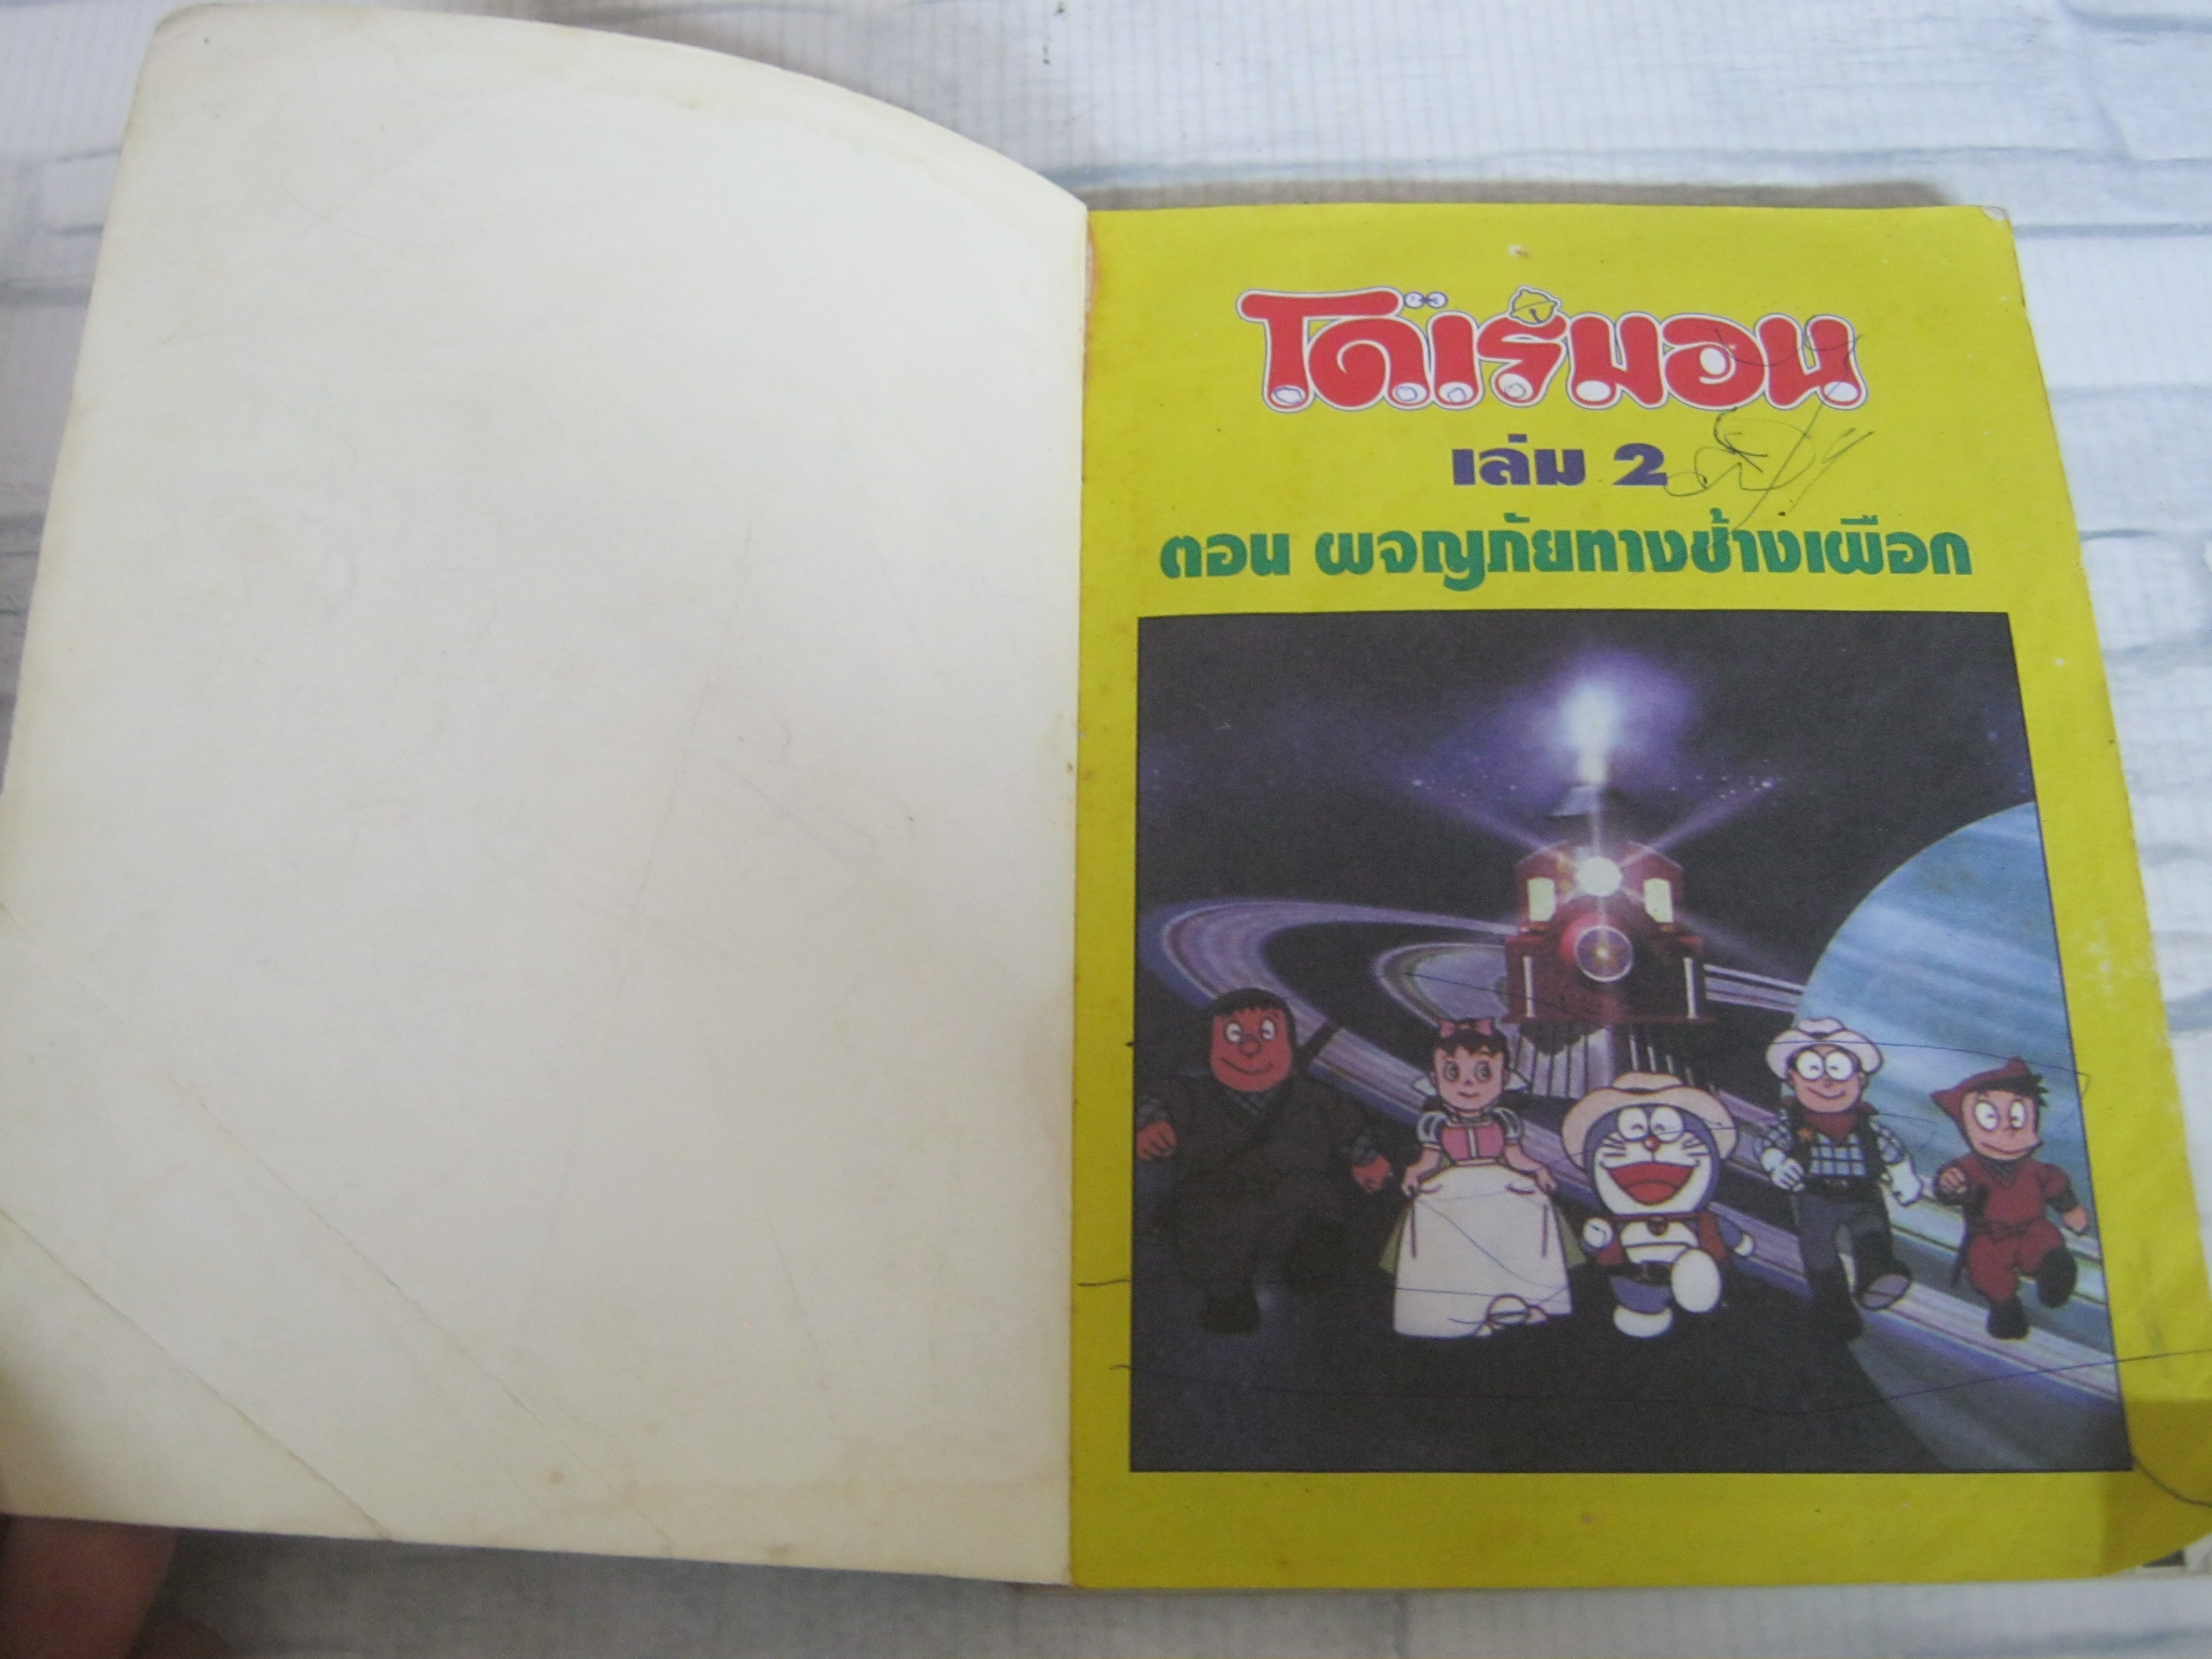 โดเรมอน
เล่ม 2
ตอน ผจญภัยทางช้างเผือก